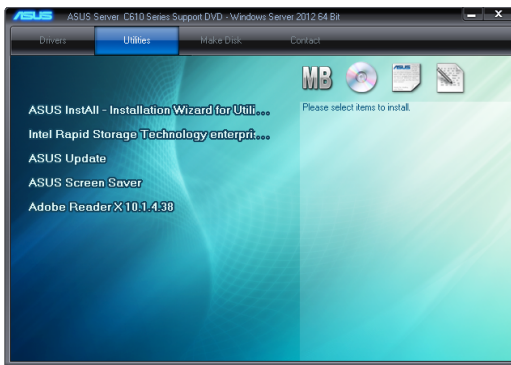 ASUS ASUS Server C610 Series Support DVD - Windows Server 2012 64 Bit
Drivers Utilities Make Disk Contact
MB
Please select items to install.
ASUS InstAll - Installation Wizard for Utili...
Intel Rapid Storage Technology enterpri...
ASUS Update
ASUS Screen Saver
Adobe Reader X 10.1.4.38